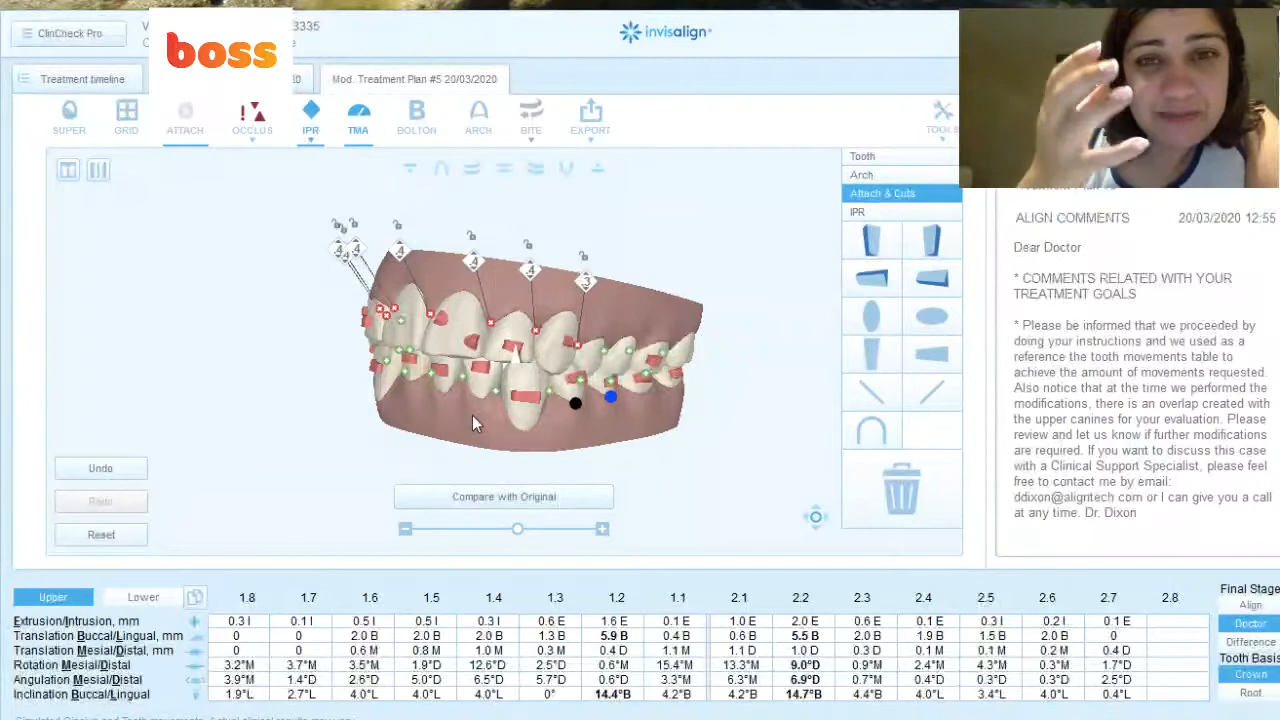 ClinCheck Pro
3335
boss
invisalign
Treatment timeline
Mod. Treatment Plan #5 20/03/2020
SUPER GRID ATTACH OCCLUS IPR TMA BOLTON ARCH BITE EXPORT TOOLS
Tooth
Arch
Attach & Cuts
IPR
ALIGN COMMENTS 20/03/2020 12:55
Dear Doctor
* COMMENTS RELATED WITH YOUR
TREATMENT GOALS
* Please be informed that we proceeded by
doing your instructions and we used as a
reference the tooth movements table to
achieve the amount of movements requested.
Also notice that at the time we performed the
modifications, there is an overlap created with
the upper canines for your evaluation. Please
review and let us know if further modifications
are required. If you want to discuss this case
with a Clinical Support Specialist, please feel
free to contact me by email:
ddixon@aligntech com or I can give you a call
at any time. Dr. Dixon
.4 .4 .4 .4 .4 .3
Undo
Redo
Reset
Compare with Original
Upper Lower 1.8 1.7 1.6 1.5 1.4 1.3 1.2 1.1 2.1 2.2 2.3 2.4 2.5 2.6 2.7 2.8
Extrusion/Intrusion, mm 0.3 I 0.1 I 0.5 I 0.5 I 0.5 I 0.6 E 1.6 E 0.1 E 1.0 E 2.0 E 0.6 E 0.1 E 0.3 I 0.2 I 0.1 E
Translation Buccal/Lingual, mm 0 0 2.0 B 2.0 B 2.0 B 1.8 B 5.9 B 0.4 B 0.6 B 5.5 B 2.0 B 1.9 B 1.5 B 2.0 B 0
Translation Mesial/Distal, mm 0 0 0.6 M 0.8 M 1.0 M 0.3 M 0.4 D 1.1 M 1.1 D 1.0 D 0.3 D 0.1 M 0.1 M 0.2 M 0.4 D
Rotation Mesial/Distal 3.2°M 3.7°M 3.5°M 1.9°D 12.6°D 2.5°D 0.6°M 15.4°M 13.3°M 9.0°D 0.9°M 2.4°M 4.3°M 0.3°M 1.7°D
Angulation Mesial/Distal 3.9°M 1.4°D 2.6°D 5.0°D 6.5°D 5.7°D 0.6°M 3.3°M 6.3°M 6.9°D 0.7°M 0.4°D 0.3°D 0.3°D 2.5°D
Inclination Buccal/Lingual 1.9°L 2.7°L 4.0°L 4.0°L 4.0°L 0° 14.4°B 4.2°B 4.2°B 14.7°B 4.4°B 4.0°L 3.4°L 4.0°L 0.4°L
Final Stage
Align
Doctor
Difference
Tooth Basis
Crown
Root